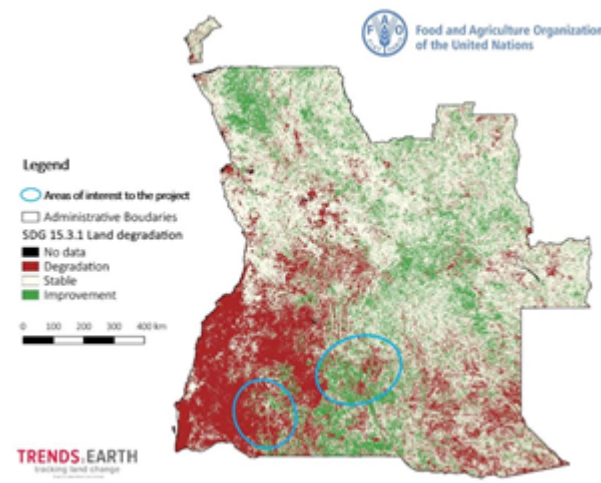 FAO
Food and Agriculture Organization
of the United Nations
Legend
Areas of interest to the project
Administrative Boudaries
SDG 15.3.1 Land degradation
No data
Degradation
Stable
Improvement
0 100 200 300 400 km
TRENDS.EARTH
tracking land change